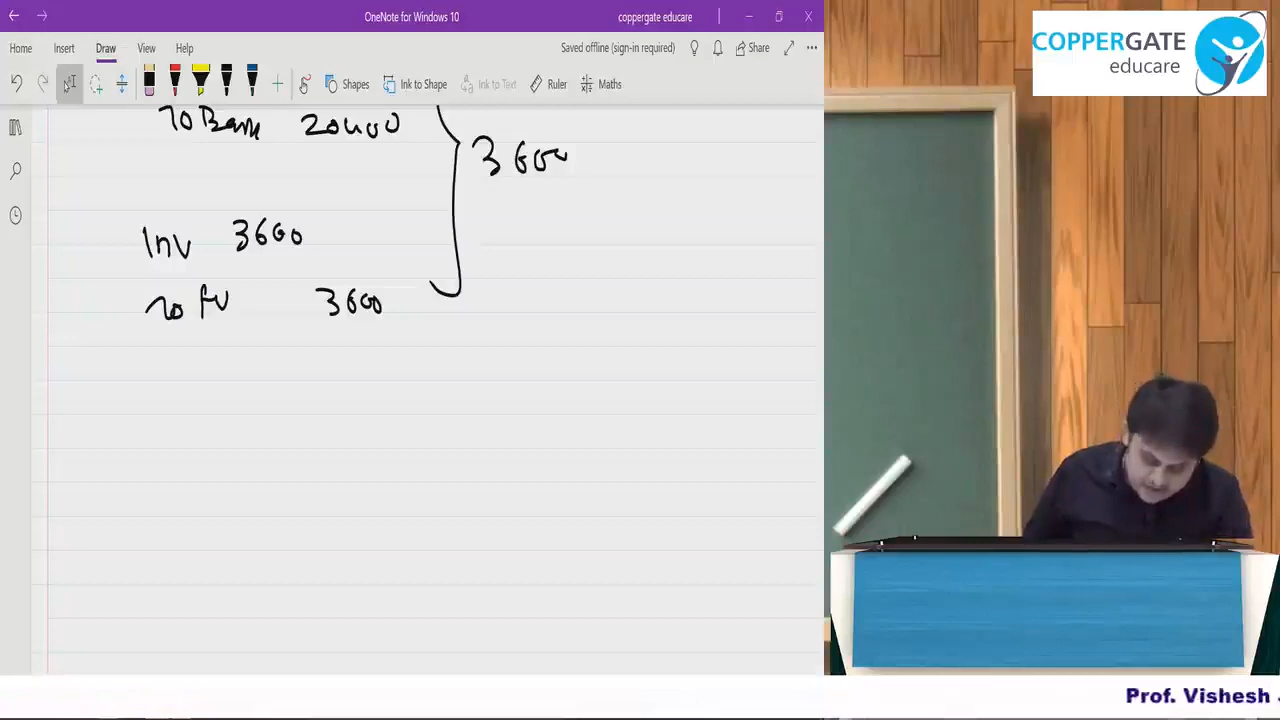 OneNote for Windows 10
coppergate educare
Home Insert Draw View Help
Saved offline (sign-in required)
Share
Shapes
Ink to Shape
Ink to Text
Ruler
Maths
To Bank 20400
3600
Inv 3600
To FV 3600
COPPERGATE
educare
Prof. Vishesh